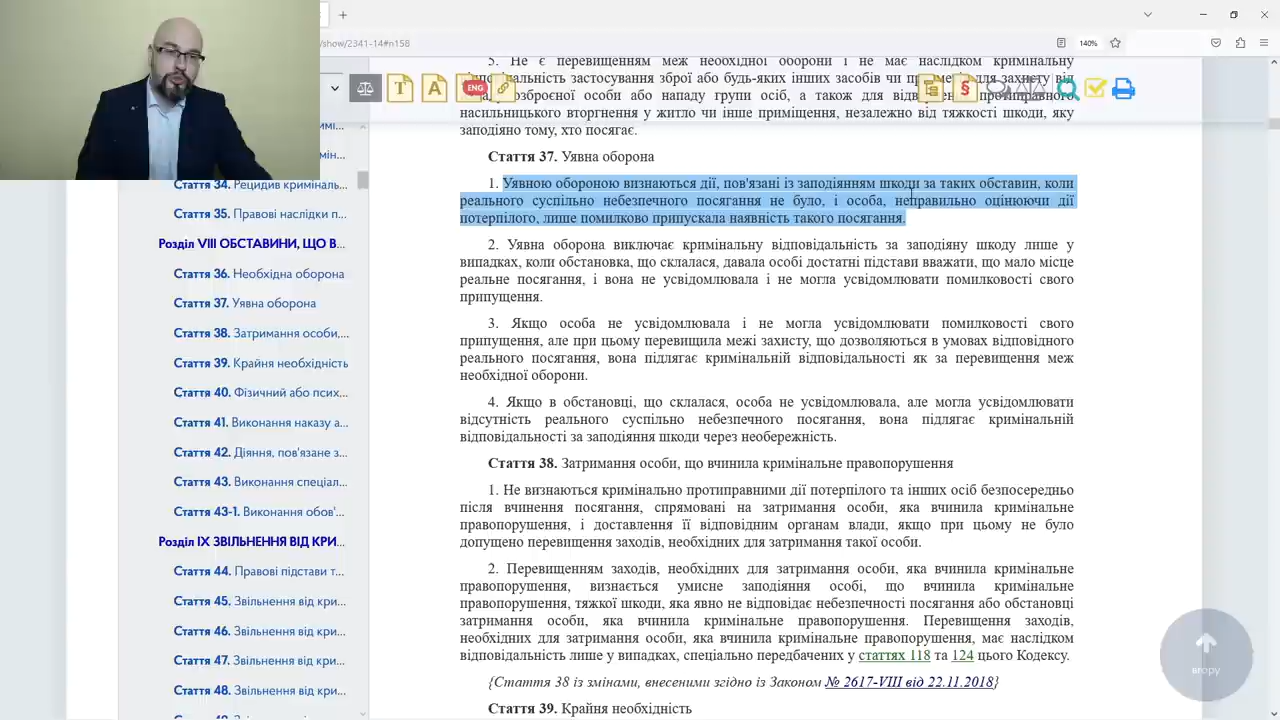 /show/2341-14#n158
140%
ENG
мін...
Стаття 34. Рецидив криміналь...
Стаття 35. Правові наслідки п...
Розділ VIII ОБСТАВИНИ, ЩО В...
Стаття 36. Необхідна оборона
Стаття 37. Уявна оборона
Стаття 38. Затримання особи,...
Стаття 39. Крайня необхідність
Стаття 40. Фізичний або псих...
Стаття 41. Виконання наказу а...
Стаття 42. Діяння, пов'язане з...
Стаття 43. Виконання спеціал...
Стаття 43-1. Виконання обов'...
Розділ IX ЗВІЛЬНЕННЯ ВІД КРИ...
Стаття 44. Правові підстави т...
Стаття 45. Звільнення від кри...
Стаття 46. Звільнення від кри...
Стаття 47. Звільнення від кри...
Стаття 48. Звільнення від кри...
5. Не є перевищенням меж необхідної оборони і не має наслідком кримінальну
застосування зброї або будь-яких інших засобів чи для захисту від
озброєної особи або нападу групи осіб, а також для
насильницького вторгнення у житло чи інше приміщення, незалежно від тяжкості шкоди, яку
заподіяно тому, хто посягає.
Стаття 37. Уявна оборона
1. Уявною обороною визнаються дії, пов'язані із заподіянням шкоди за таких обставин, коли
реального суспільно небезпечного посягання не було, і особа, неправильно оцінюючи дії
потерпілого, лише помилково припускала наявність такого посягання.
2. Уявна оборона виключає кримінальну відповідальність за заподіяну шкоду лише у
випадках, коли обстановка, що склалася, давала особі достатні підстави вважати, що мало місце
реальне посягання, і вона не усвідомлювала і не могла усвідомлювати помилковості свого
припущення.
3. Якщо особа не усвідомлювала і не могла усвідомлювати помилковості свого
припущення, але при цьому перевищила межі захисту, що дозволяються в умовах відповідного
реального посягання, вона підлягає кримінальній відповідальності як за перевищення меж
необхідної оборони.
4. Якщо в обстановці, що склалася, особа не усвідомлювала, але могла усвідомлювати
відсутність реального суспільно небезпечного посягання, вона підлягає кримінальній
відповідальності за заподіяння шкоди через необережність.
Стаття 38. Затримання особи, що вчинила кримінальне правопорушення
1. Не визнаються кримінально протиправними дії потерпілого та інших осіб безпосередньо
після вчинення посягання, спрямовані на затримання особи, яка вчинила кримінальне
правопорушення, і доставлення її відповідним органам влади, якщо при цьому не було
допущено перевищення заходів, необхідних для затримання такої особи.
2. Перевищенням заходів, необхідних для затримання особи, яка вчинила кримінальне
правопорушення, визнається умисне заподіяння особі, що вчинила кримінальне
правопорушення, тяжкої шкоди, яка явно не відповідає небезпечності посягання або обстановці
затримання особи, яка вчинила кримінальне правопорушення. Перевищення заходів,
необхідних для затримання особи, яка вчинила кримінальне правопорушення, має наслідком
відповідальність лише у випадках, спеціально передбачених у статтях 118 та 124 цього Кодексу.
{Стаття 38 із змінами, внесеними згідно із Законом № 2617-VIII від 22.11.2018}
Стаття 39. Крайня необхідність
вгору